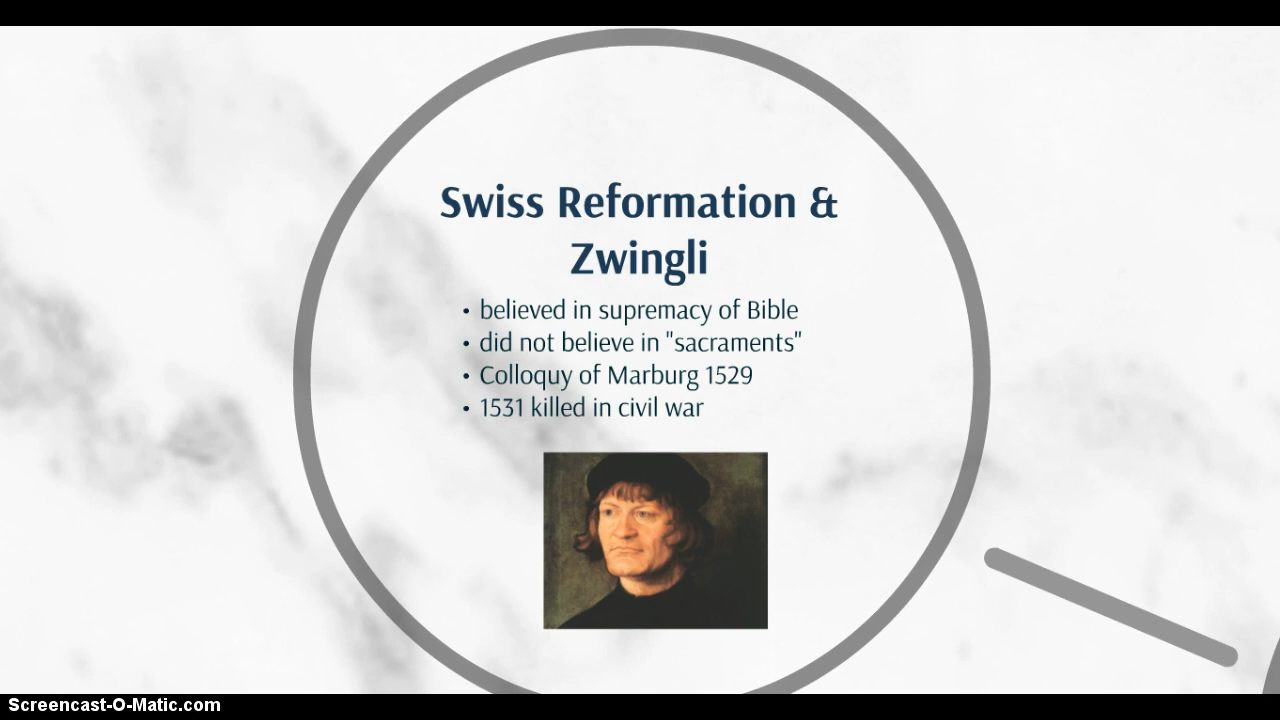 Swiss Reformation &
Zwingli
• believed in supremacy of Bible
• did not believe in "sacraments"
• Colloquy of Marburg 1529
• 1531 killed in civil war
Screencast-O-Matic.com